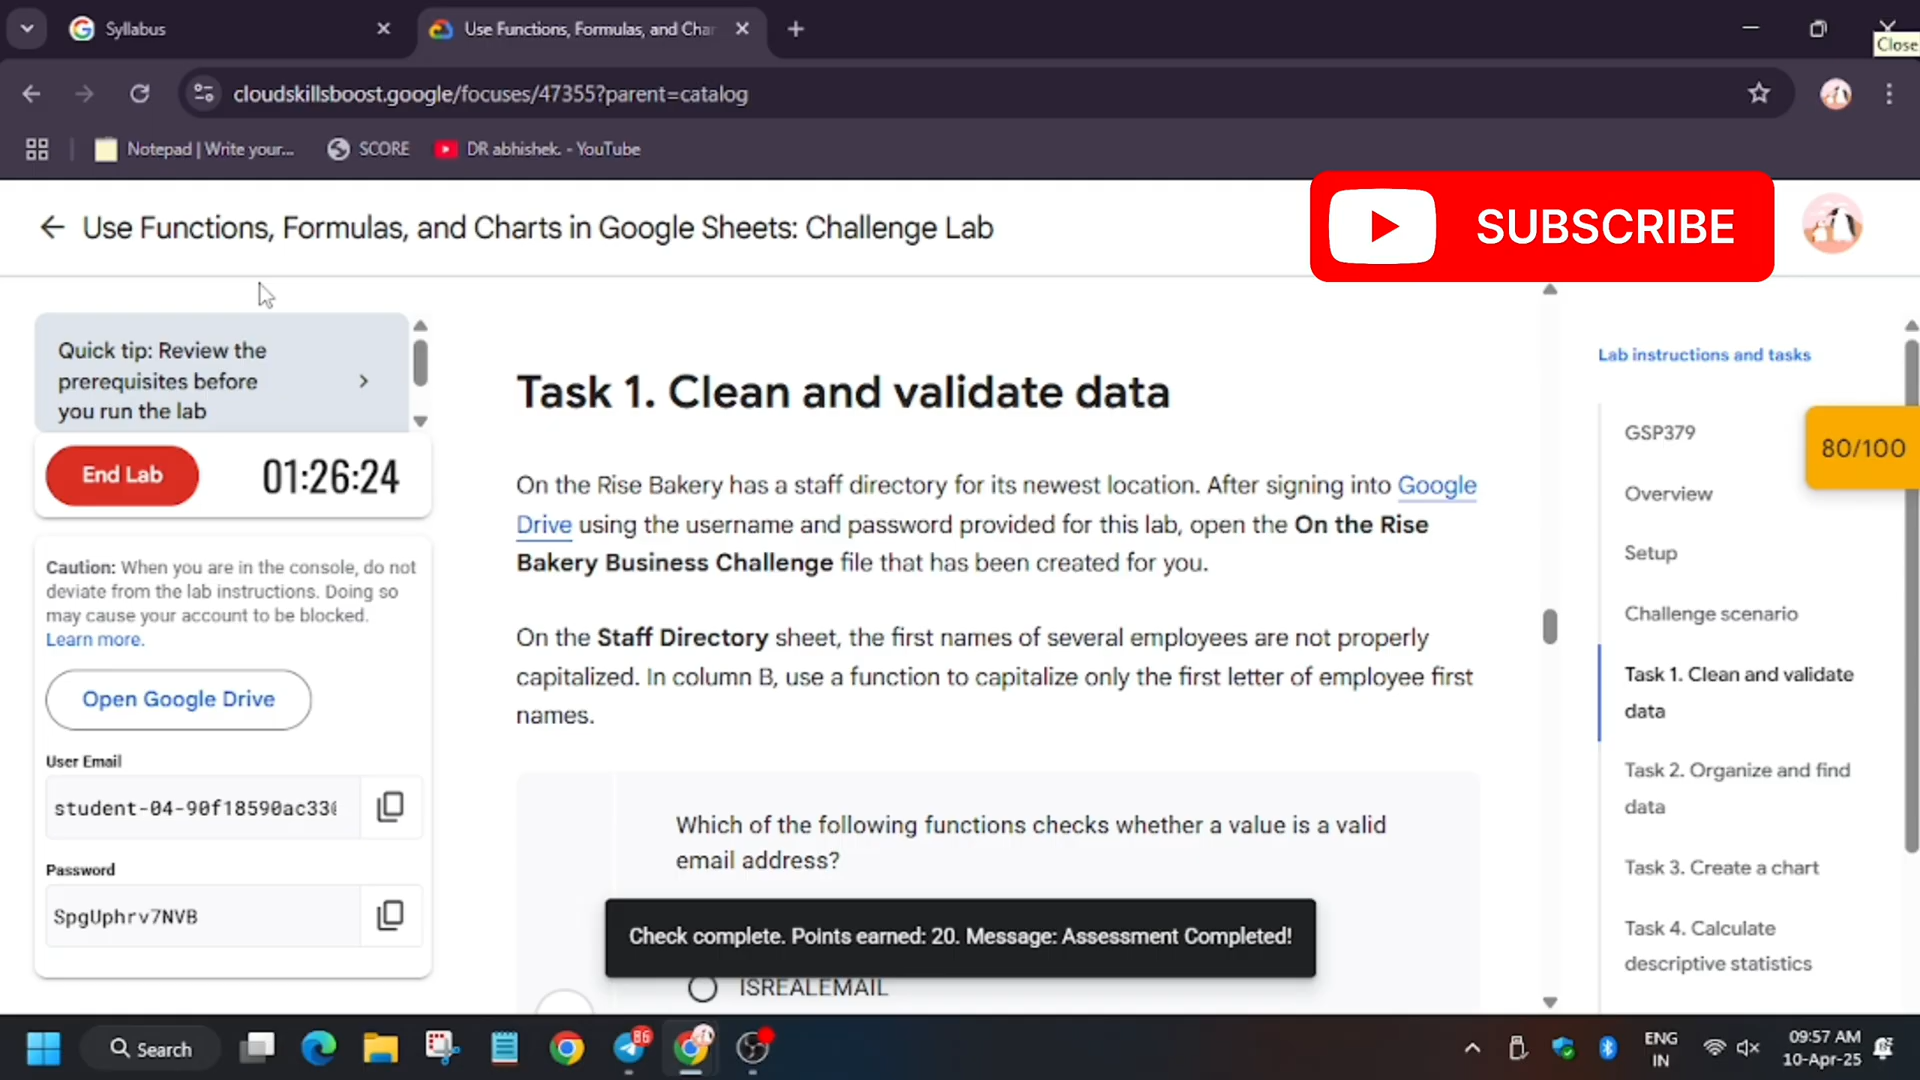 Syllabus
Use Functions, Formulas, and Char
Close
cloudskillsboost.google/focuses/47355?parent=catalog
Notepad | Write your...
SCORE
DR abhishek. - YouTube
Use Functions, Formulas, and Charts in Google Sheets: Challenge Lab
SUBSCRIBE
Quick tip: Review the
prerequisites before
you run the lab
End Lab
01:26:24
Caution: When you are in the console, do not
deviate from the lab instructions. Doing so
may cause your account to be blocked.
Learn more.
Open Google Drive
User Email
student-04-90f18590ac33
Password
SpgUphrv7NVB
Task 1. Clean and validate data
On the Rise Bakery has a staff directory for its newest location. After signing into Google
Drive using the username and password provided for this lab, open the On the Rise
Bakery Business Challenge file that has been created for you.
On the Staff Directory sheet, the first names of several employees are not properly
capitalized. In column B, use a function to capitalize only the first letter of employee first
names.
Which of the following functions checks whether a value is a valid
email address?
Check complete. Points earned: 20. Message: Assessment Completed!
ISREALEMAIL
Lab instructions and tasks
GSP379
80/100
Overview
Setup
Challenge scenario
Task 1. Clean and validate
data
Task 2. Organize and find
data
Task 3. Create a chart
Task 4. Calculate
descriptive statistics
Search
86
ENG
IN
09:57 AM
10-Apr-25